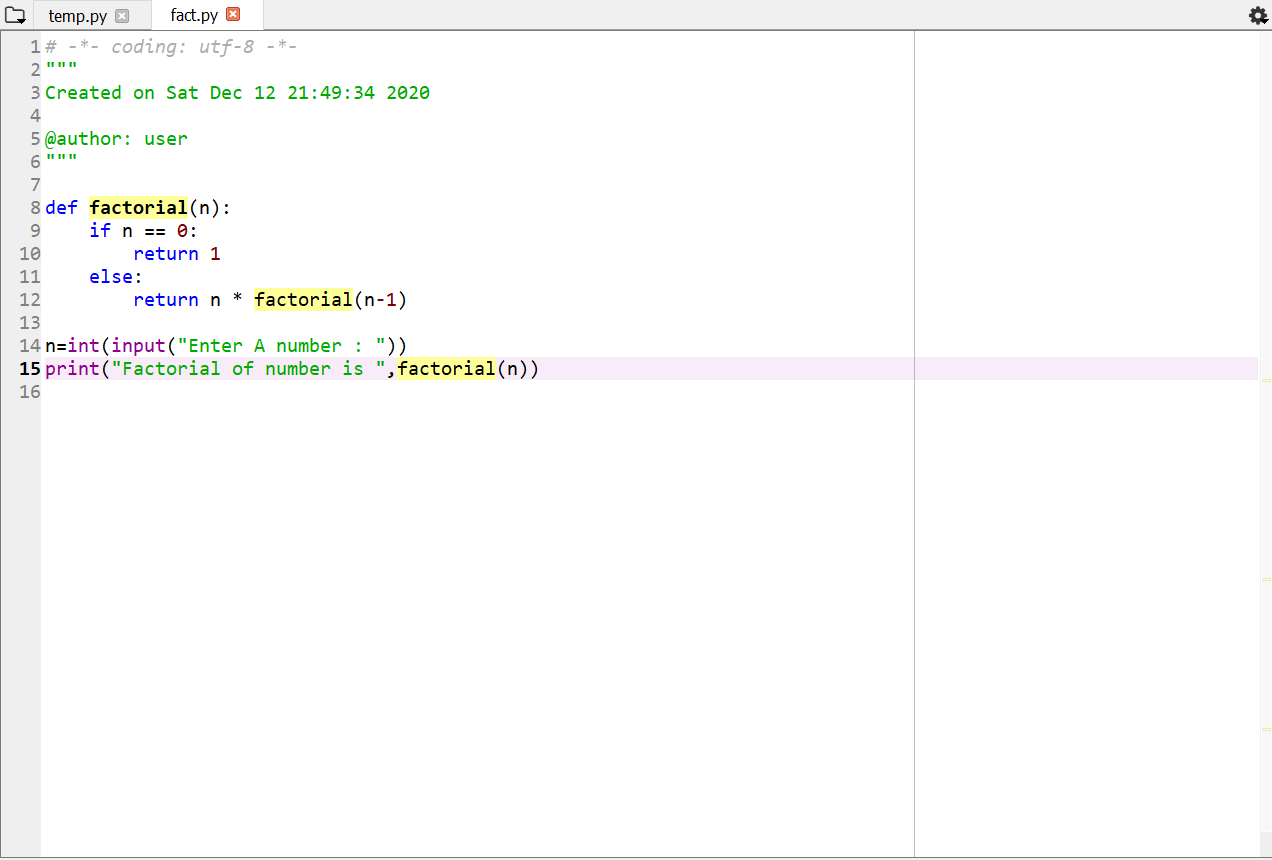 temp.py fact.py
1 # -*- coding: utf-8 -*-
2 """
3 Created on Sat Dec 12 21:49:34 2020
4
5 @author: user
6 """
7
8 def factorial(n):
9     if n == 0:
10         return 1
11     else:
12         return n * factorial(n-1)
13
14 n=int(input("Enter A number : "))
15 print("Factorial of number is ",factorial(n))
16